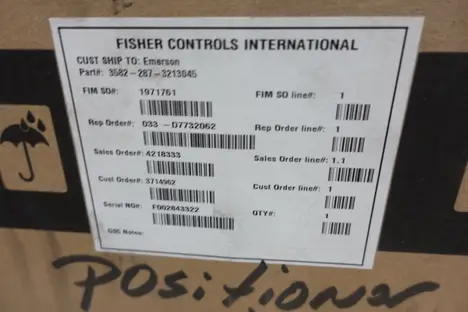 FISHER CONTROLS INTERNATIONAL
CUST SHIP TO: Emerson
Part#: 3582-287-3213045
FIM SO#: 1971761 FIM SO line#: 1
Rep Order#: 033 -D7732062 Rep Order line#: 1
Sales Order#: 4218333 Sales Order line#: 1.1
Cust Order#: 3714962 Cust Order line#: 1
Serial NO#: F002843322 QTY#: 1
Notes:
Positioner